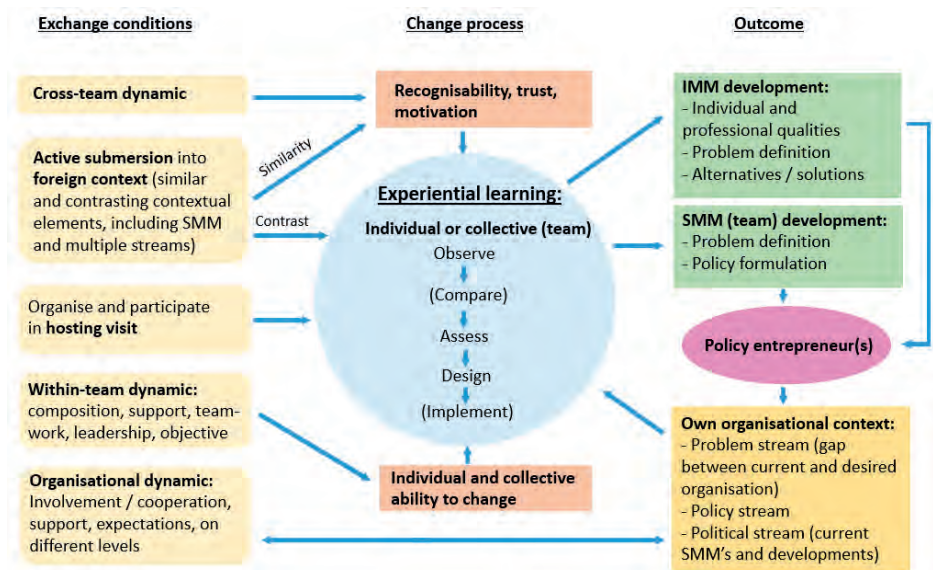 Exchange conditions
Change process
Outcome
Cross-team dynamic
Active submersion into
foreign context (similar
and contrasting contextual
elements, including SMM
and multiple streams)
Organise and participate
in hosting visit
Within-team dynamic:
composition, support, team-
work, leadership, objective
Organisational dynamic:
Involvement / cooperation,
support, expectations, on
different levels
Similarity
Contrast
Recognisability, trust,
motivation
Experiential learning:
Individual or collective (team)
Observe
(Compare)
Assess
Design
(Implement)
Individual and collective
ability to change
IMM development:
- Individual and
professional qualities
- Problem definition
- Alternatives / solutions
SMM (team) development:
- Problem definition
- Policy formulation
Policy entrepreneur(s)
Own organisational context:
- Problem stream (gap
between current and desired
organisation)
- Policy stream
- Political stream (current
SMM's and developments)